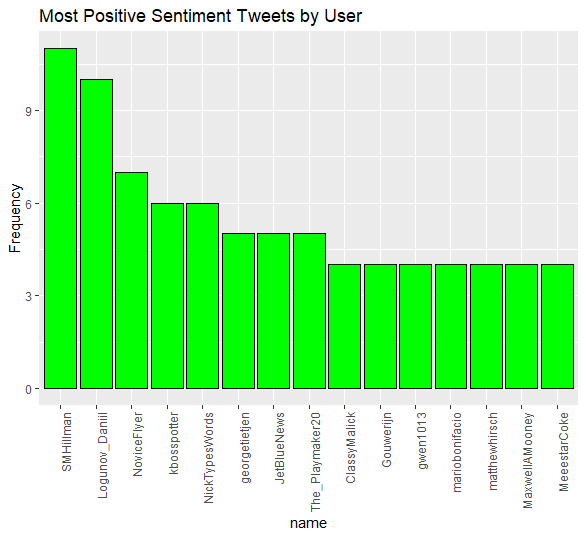 Most Positive Sentiment Tweets by User
Frequency
9
6
3
0
SMHillman
Logunov_Daniil
NoviceFlyer
kbosspotter
NickTypesWords
georgetietjen
JetBlueNews
The_Playmaker20
ClassyMalick
Gouwerijn
gwen1013
mariobonifacio
matthewhirsch
MaxwellAMooney
MeeestarCoke
name